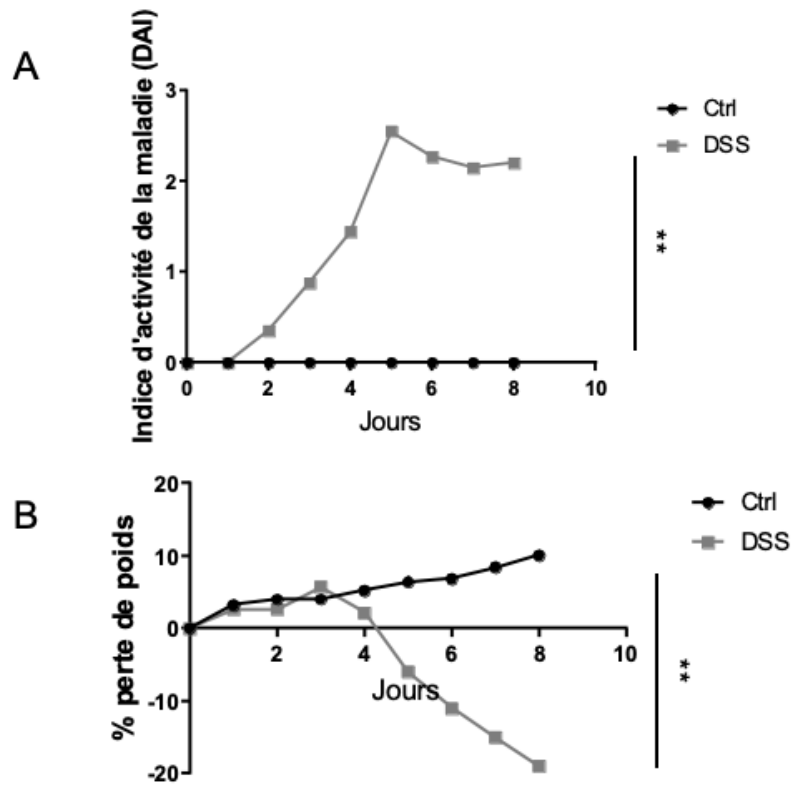 A
Indice d'activité de la maladie (DAI)
3
2
1
0
0 2 4 6 8 10
Jours
Ctrl
DSS
**
B
% perte de poids
20
10
0
-10
-20
2 4 6 8 10
Jours
Ctrl
DSS
**